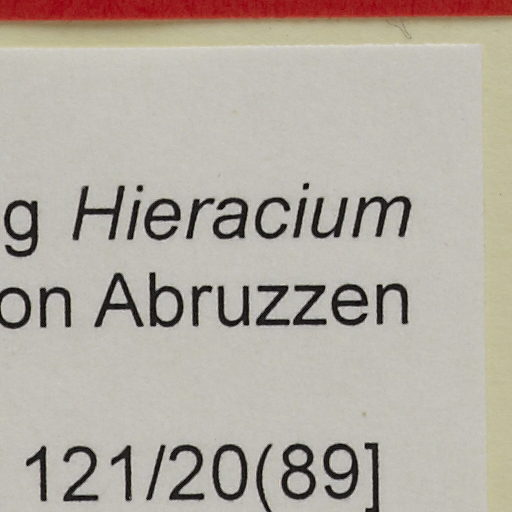 g Hieracium
on Abruzzen
121/20(89]